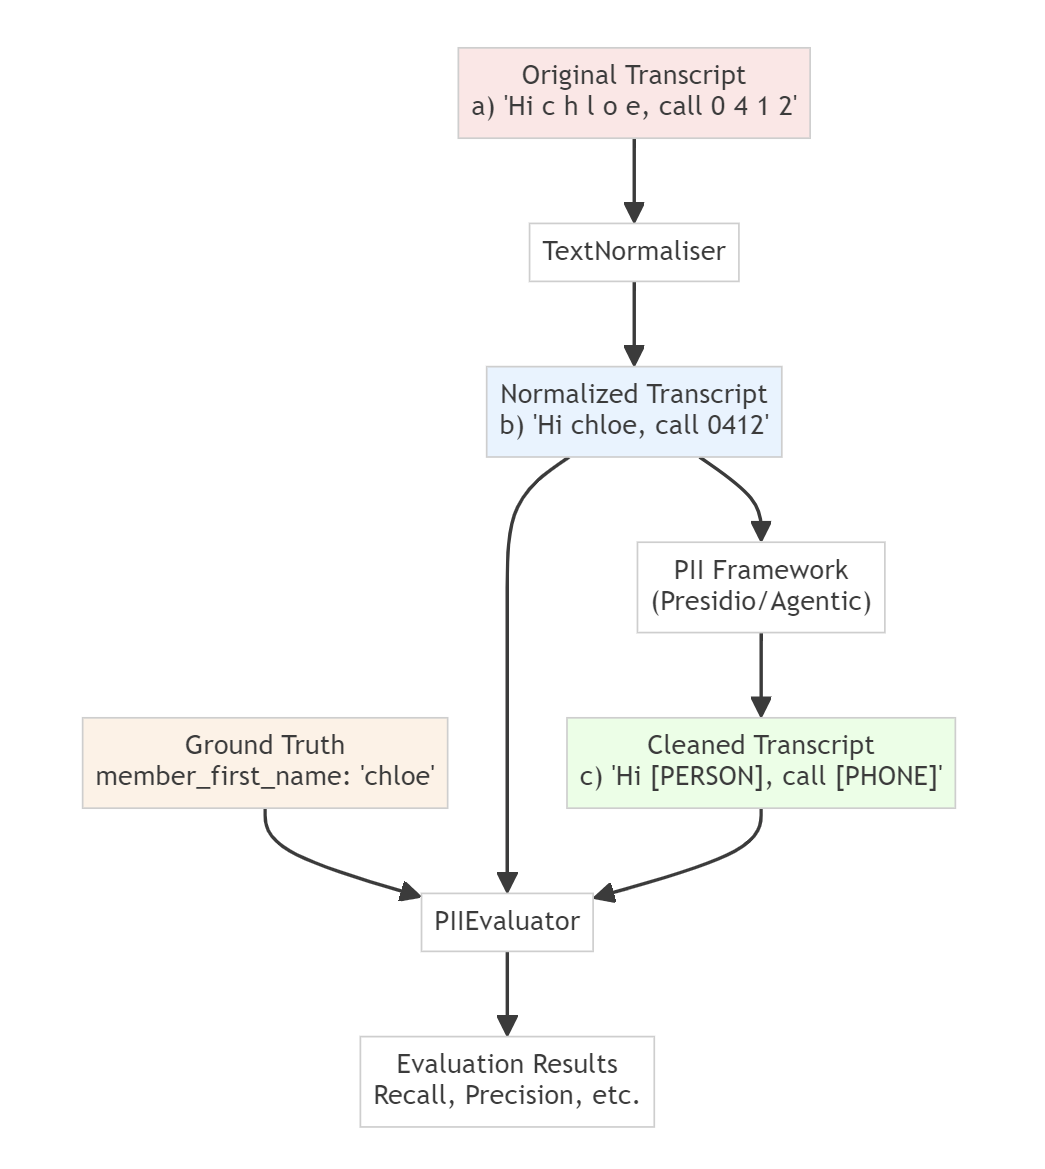 Original Transcript
a) 'Hi c h l o e, call 0 4 1 2'
TextNormaliser
Normalized Transcript
b) 'Hi chloe, call 0412'
PII Framework
(Presidio/Agentic)
Ground Truth
member_first_name: 'chloe'
Cleaned Transcript
c) 'Hi [PERSON], call [PHONE]'
PIIEvaluator
Evaluation Results
Recall, Precision, etc.